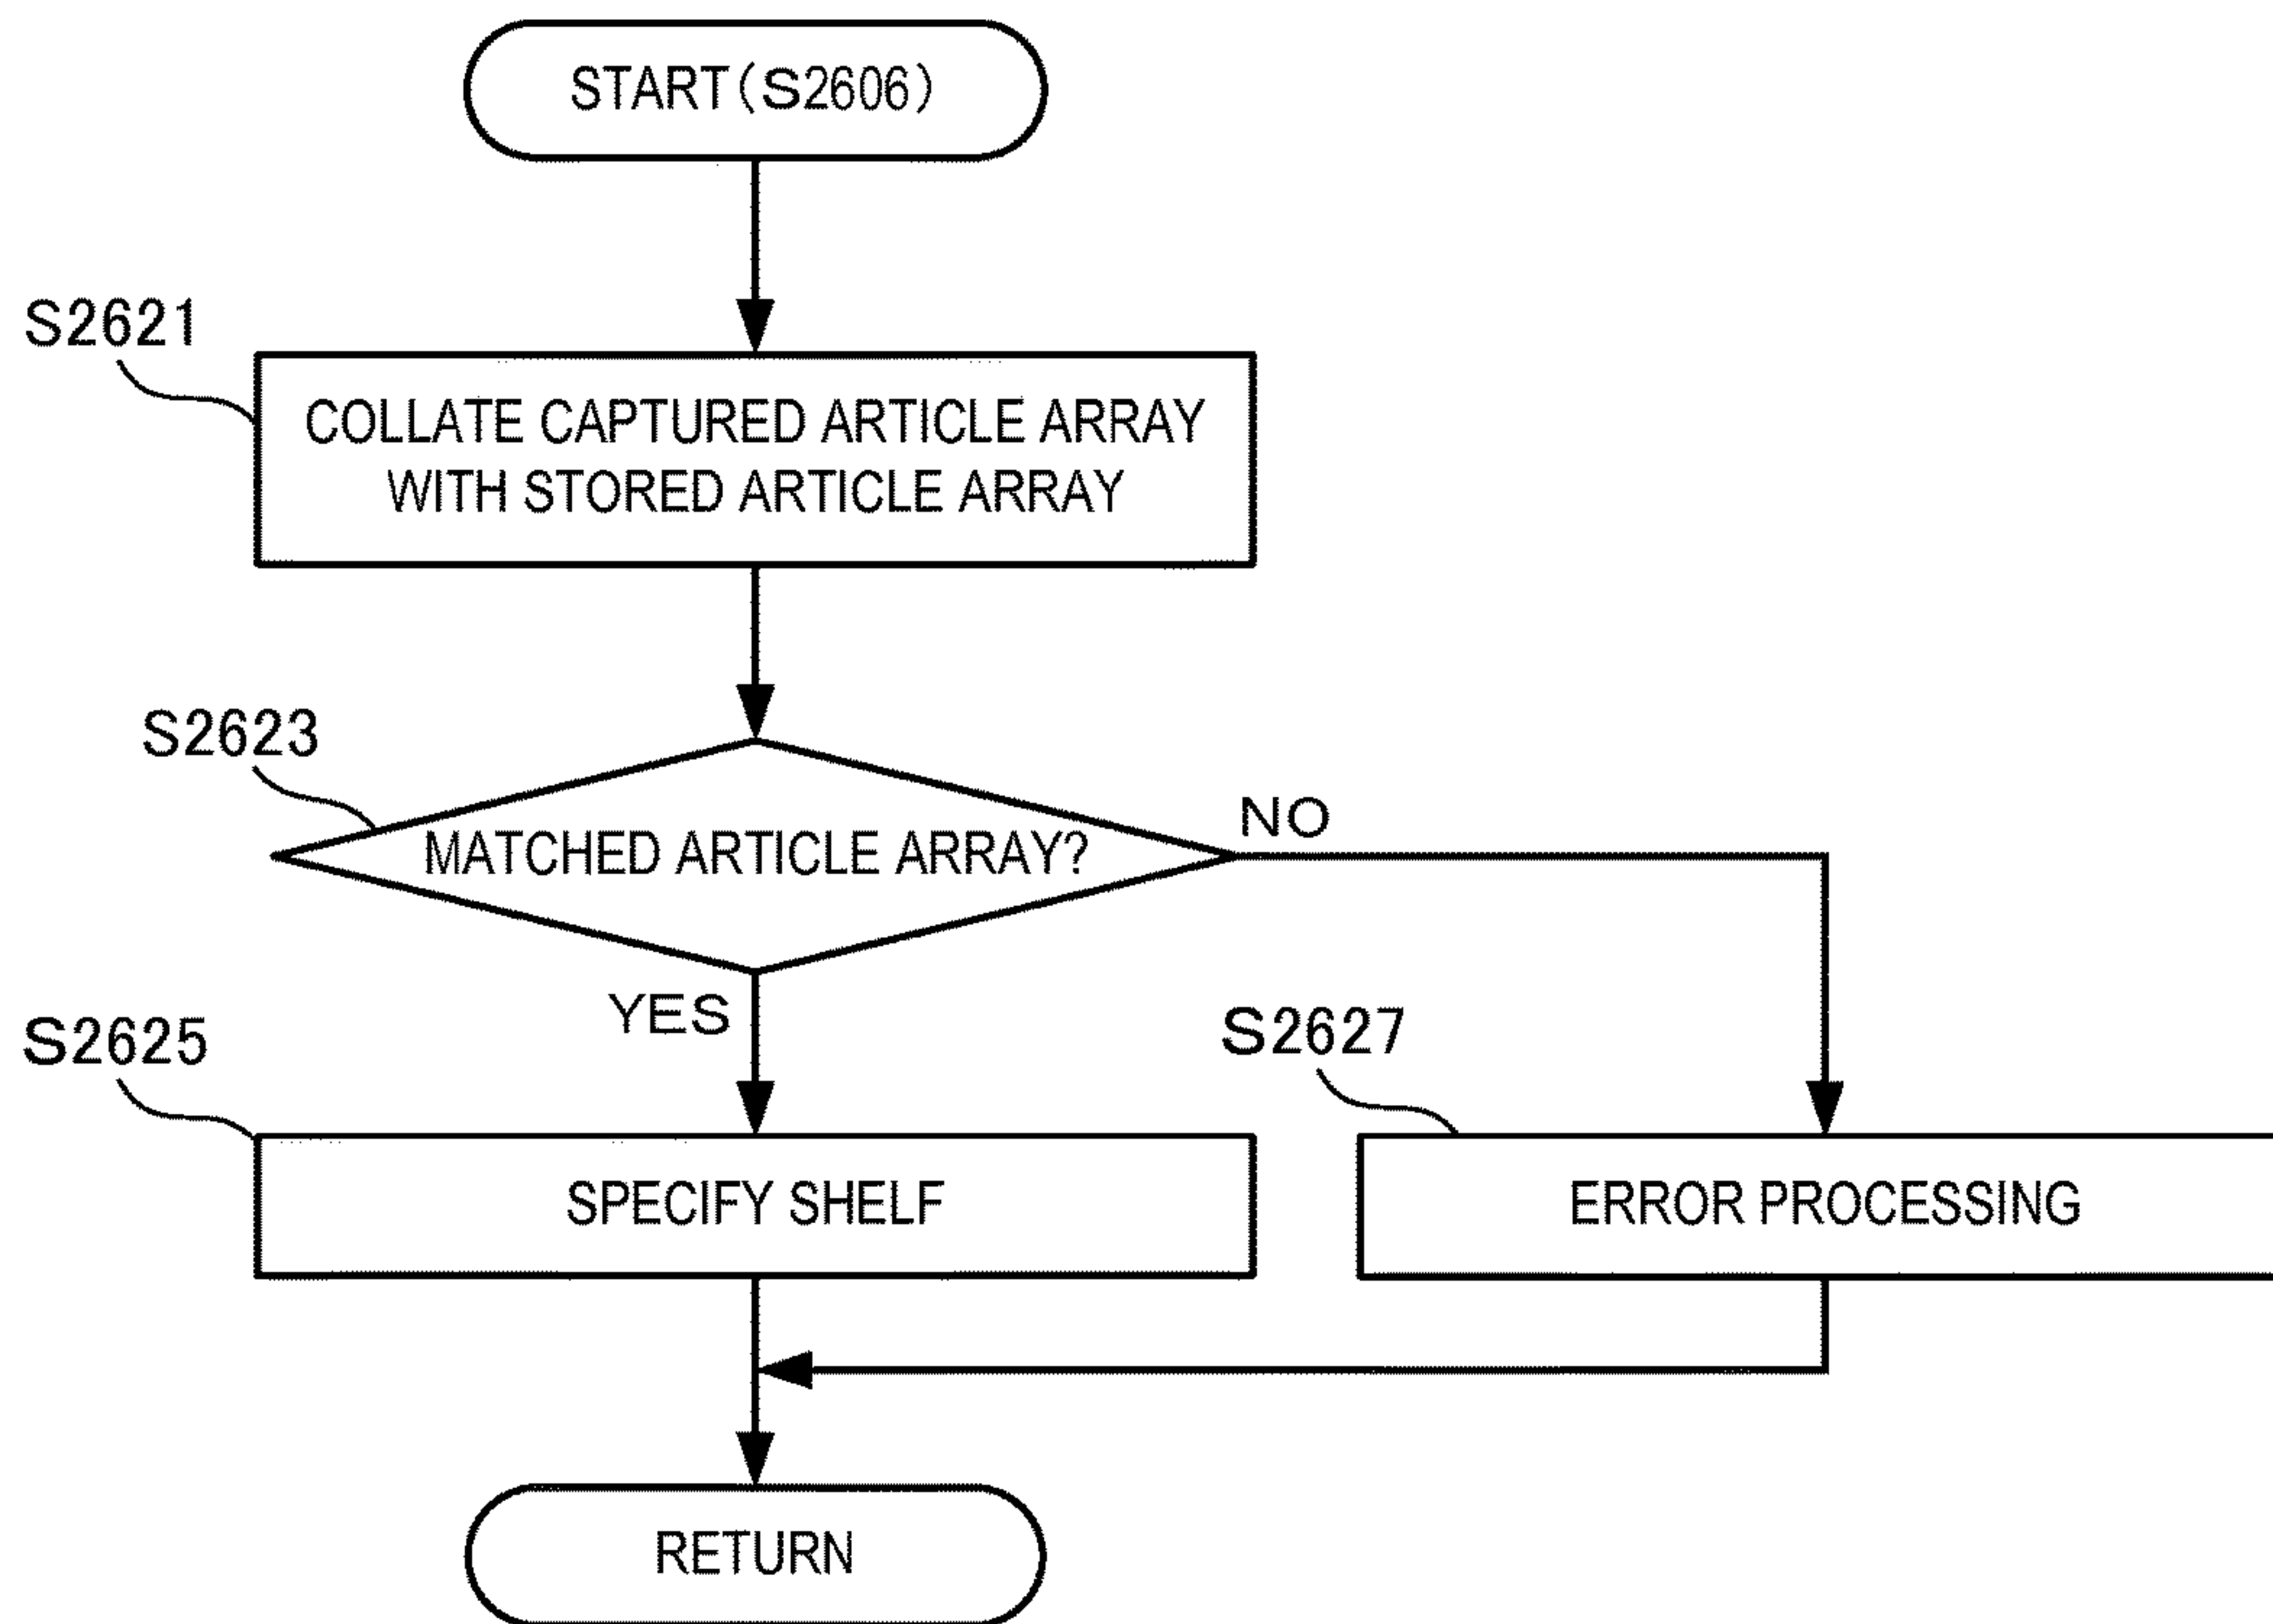 START(S2606)
S2621
COLLATE CAPTURED ARTICLE ARRAY
WITH STORED ARTICLE ARRAY
S2623
MATCHED ARTICLE ARRAY?
NO
YES
S2625
SPECIFY SHELF
S2627
ERROR PROCESSING
RETURN